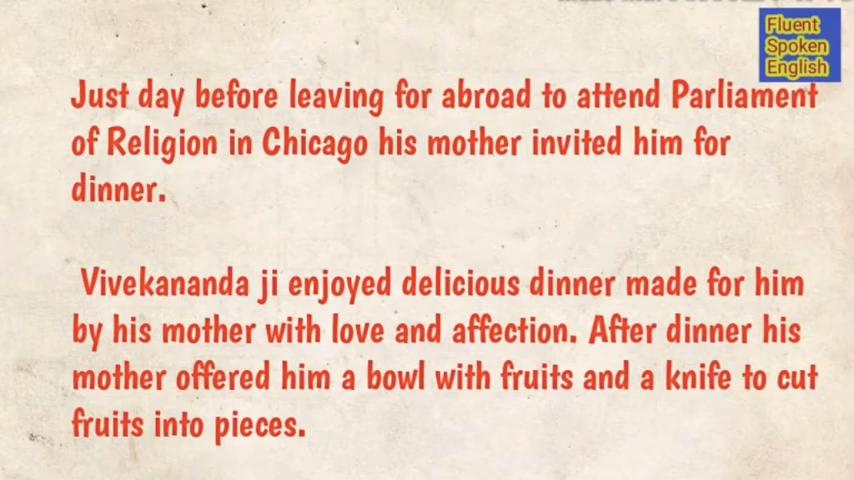 Fluent
Spoken
English
Just day before leaving for abroad to attend Parliament
of Religion in Chicago his mother invited him for
dinner.
Vivekananda ji enjoyed delicious dinner made for him
by his mother with love and affection. After dinner his
mother offered him a bowl with fruits and a knife to cut
fruits into pieces.